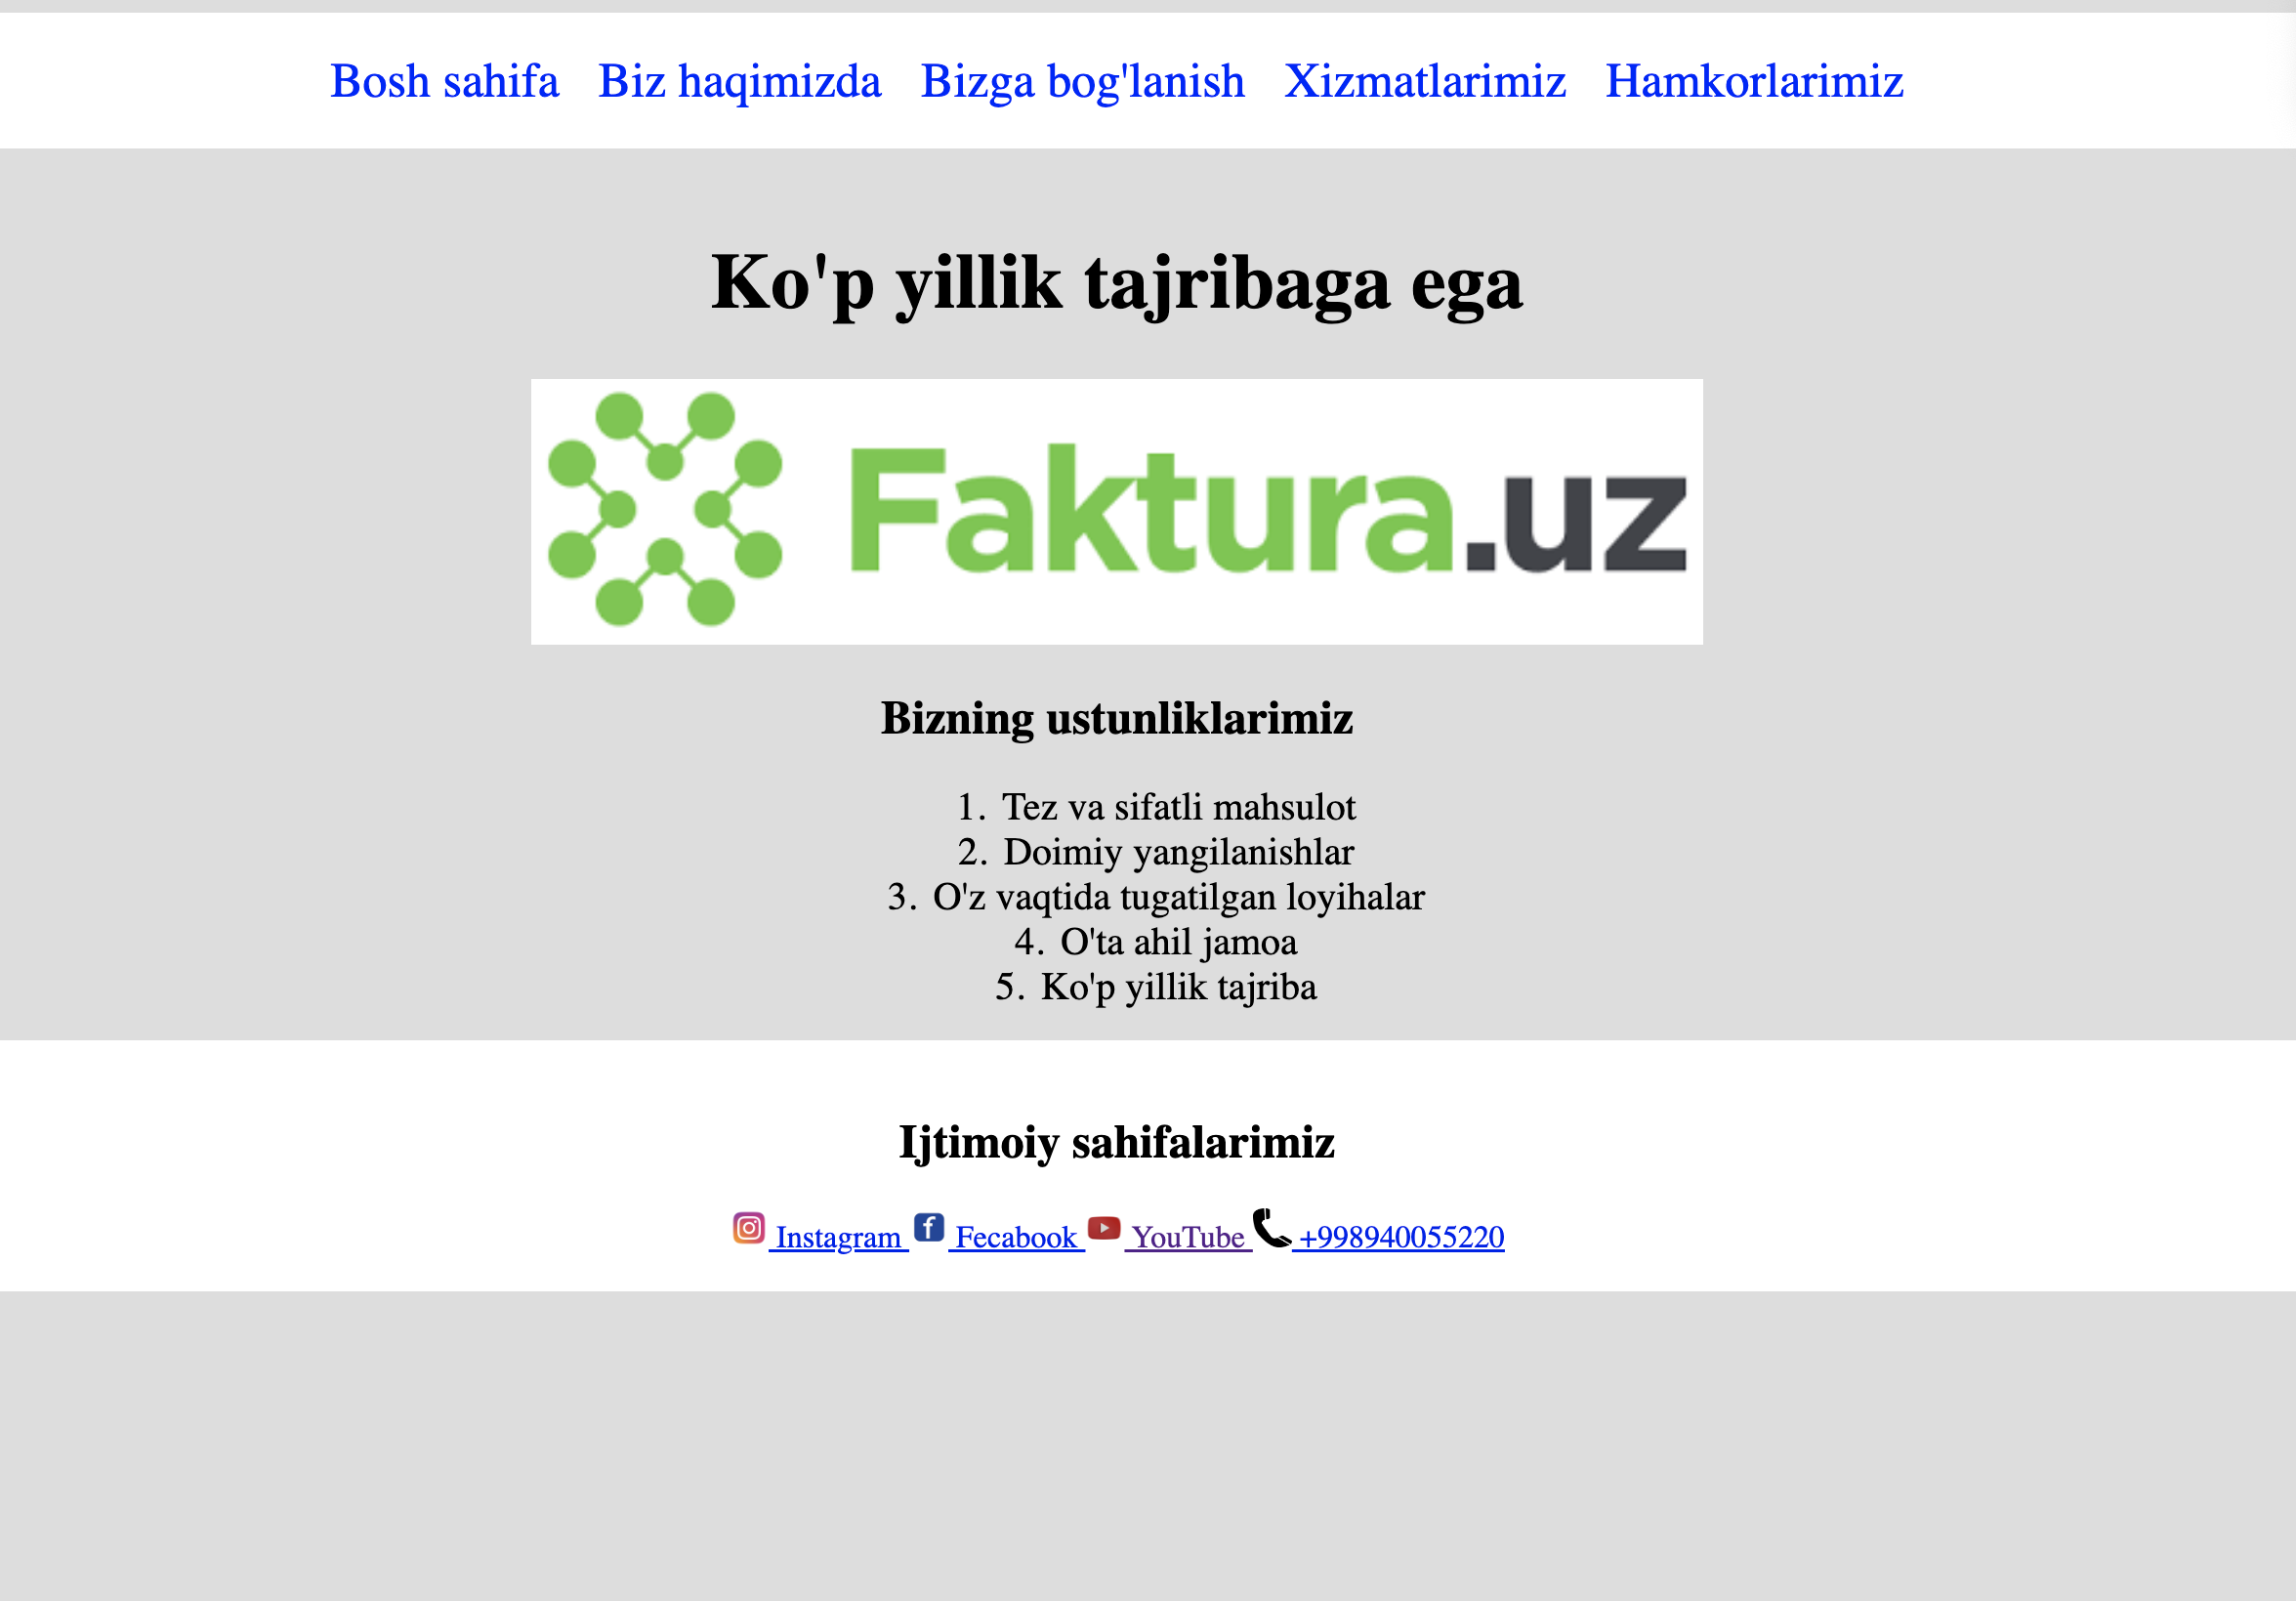 Bosh sahifa Biz haqimizda Bizga bog'lanish Xizmatlarimiz Hamkorlarimiz
Ko'p yillik tajribaga ega
Faktura.uz
Bizning ustunliklarimiz
1. Tez va sifatli mahsulot
2. Doimiy yangilanishlar
3. O'z vaqtida tugatilgan loyihalar
4. O'ta ahil jamoa
5. Ko'p yillik tajriba
Ijtimoiy sahifalarimiz
Instagram Fecabook YouTube +998940055220